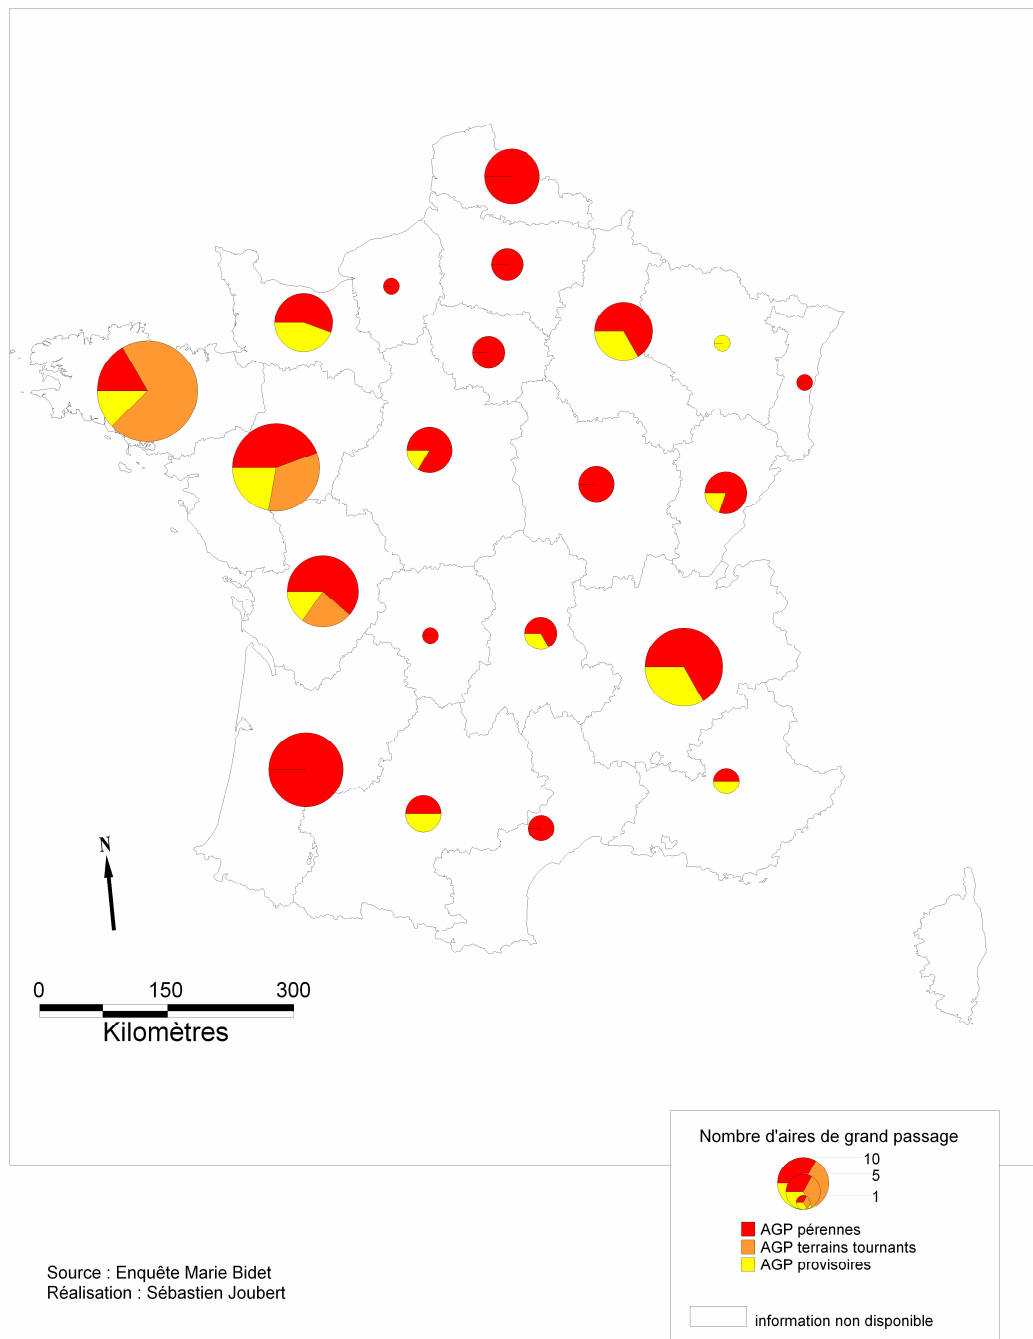 N
0 150 300
Kilomètres
Nombre d'aires de grand passage
10
5
1
AGP pérennes
AGP terrains tournants
AGP provisoires
information non disponible
Source : Enquête Marie Bidet
Réalisation : Sébastien Joubert